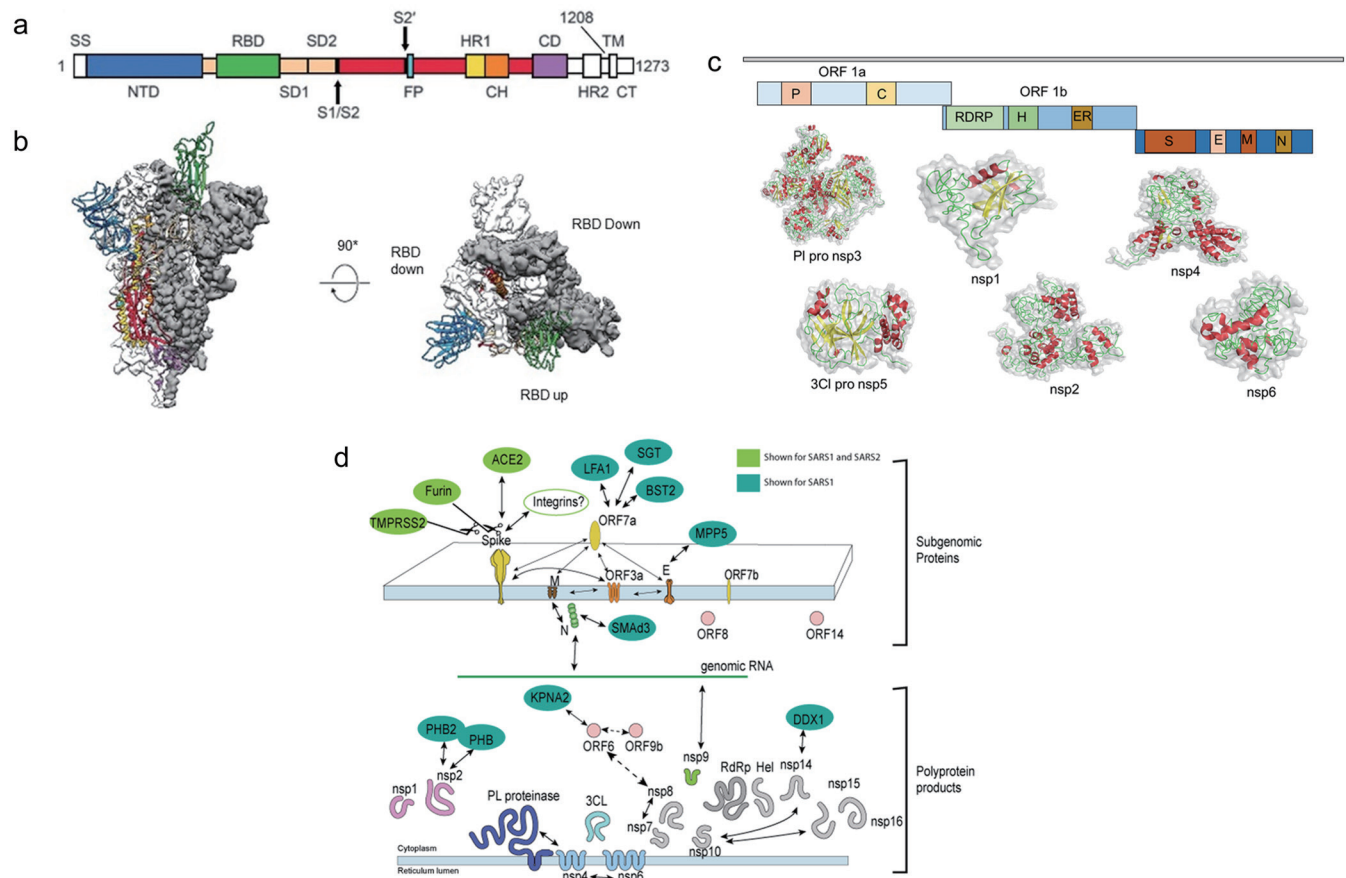 a
S2′
1208
SS
RBD
SD2
HR1
CD
TM
1
1273
NTD
SD1
FP
CH
HR2
CT
S1/S2
b
90*
RBD
down
RBD Down
RBD up
c
ORF 1a
P
C
ORF 1b
RDRP
H
ER
S
E
M
N
Pl pro nsp3
nsp1
nsp4
3Cl pro nsp5
nsp2
nsp6
d
ACE2
LFA1
SGT
BST2
Shown for SARS1 and SARS2
Shown for SARS1
Furin
Integrins?
TMPRSS2
Spike
ORF7a
MPP5
M
ORF3a
E
ORF7b
N
SMAd3
ORF8
ORF14
Subgenomic
Proteins
genomic RNA
KPNA2
PHB2
PHB
ORF6
ORF9b
DDX1
nsp9
nsp14
RdRp
Hel
nsp1
nsp2
nsp15
PL proteinase
3CL
nsp8
nsp7
nsp10
nsp16
Polyprotein
products
Cytoplasm
Reticulum lumen
nsp4
nsp6